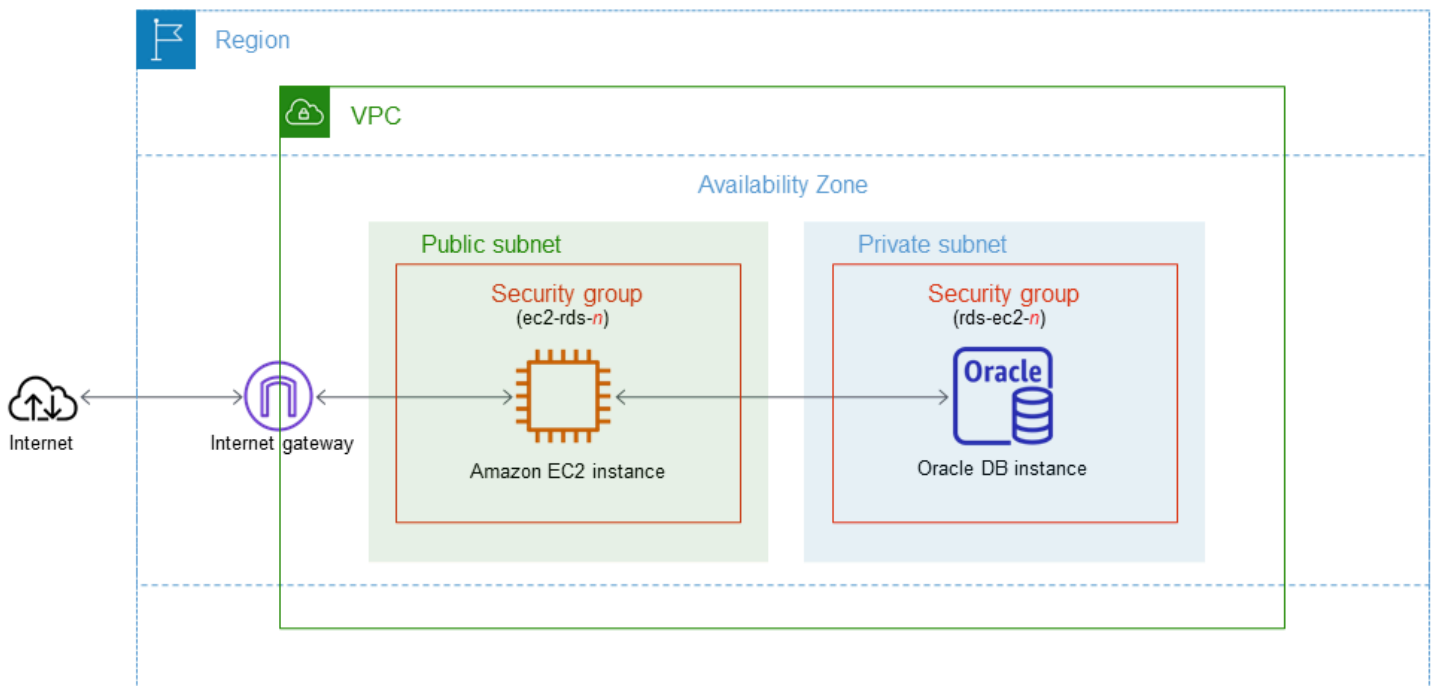 Region
VPC
Availability Zone
Public subnet
Private subnet
Security group
(ec2-rds-n)
Security group
(rds-ec2-n)
Oracle
Internet
Internet gateway
Amazon EC2 instance
Oracle DB instance